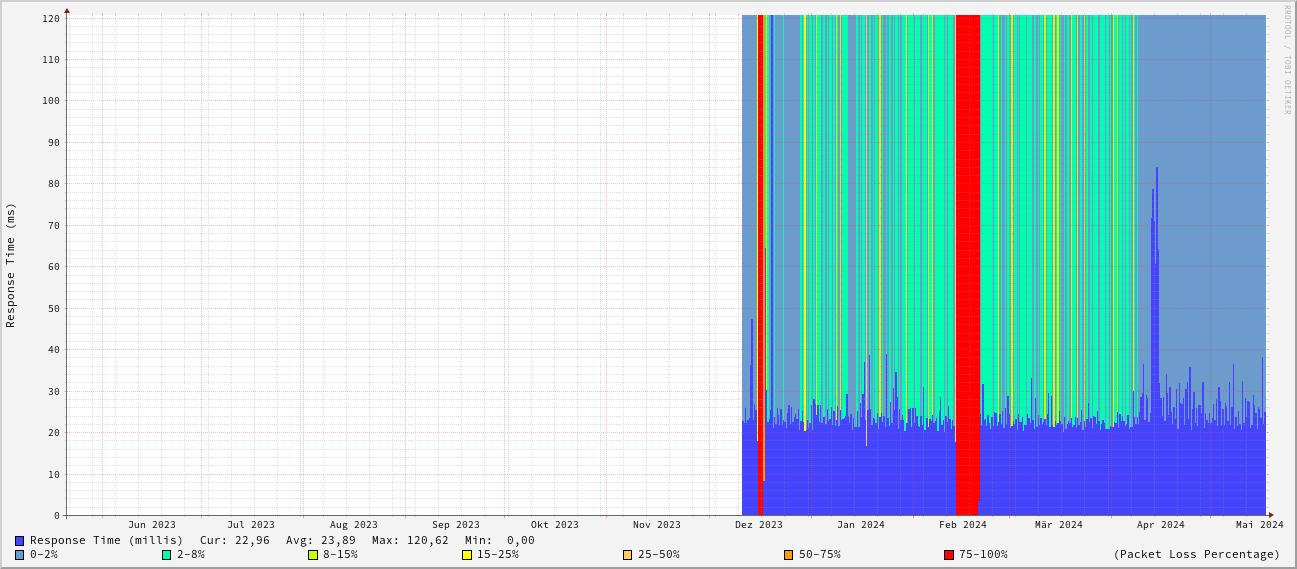 RRDTOOL / TOBI OETIKER
Response Time (ms)
120
110
100
90
80
70
60
50
40
30
20
10
0
Jun 2023 Jul 2023 Aug 2023 Sep 2023 Okt 2023 Nov 2023 Dez 2023 Jan 2024 Feb 2024 Mär 2024 Apr 2024 Mai 2024
Response Time (millis) Cur: 22,96 Avg: 23,89 Max: 120,62 Min: 0,00
0-2% 2-8% 8-15% 15-25% 25-50% 50-75% 75-100% (Packet Loss Percentage)